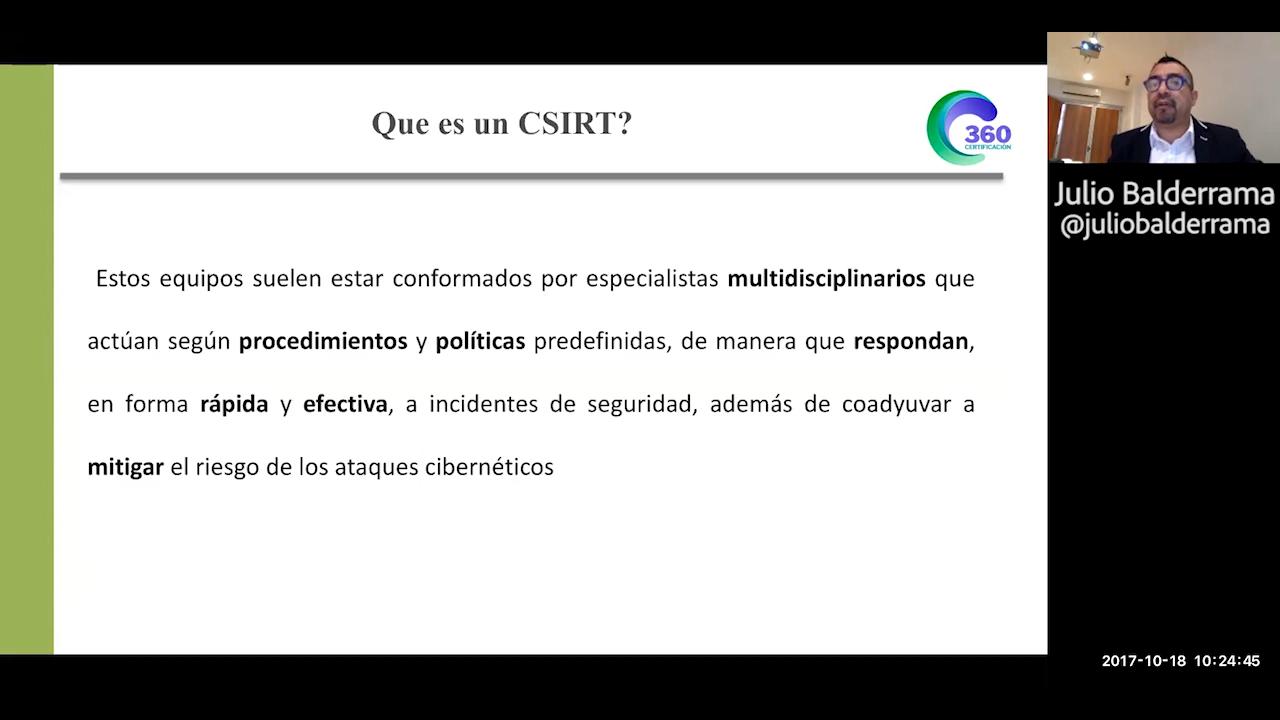 Que es un CSIRT?
360
CERTIFICACIÓN
Estos equipos suelen estar conformados por especialistas multidisciplinarios que
actúan según procedimientos y políticas predefinidas, de manera que respondan,
en forma rápida y efectiva, a incidentes de seguridad, además de coadyuvar a
mitigar el riesgo de los ataques cibernéticos
Julio Balderrama
@juliobalderrama
2017-10-18 10:24:45